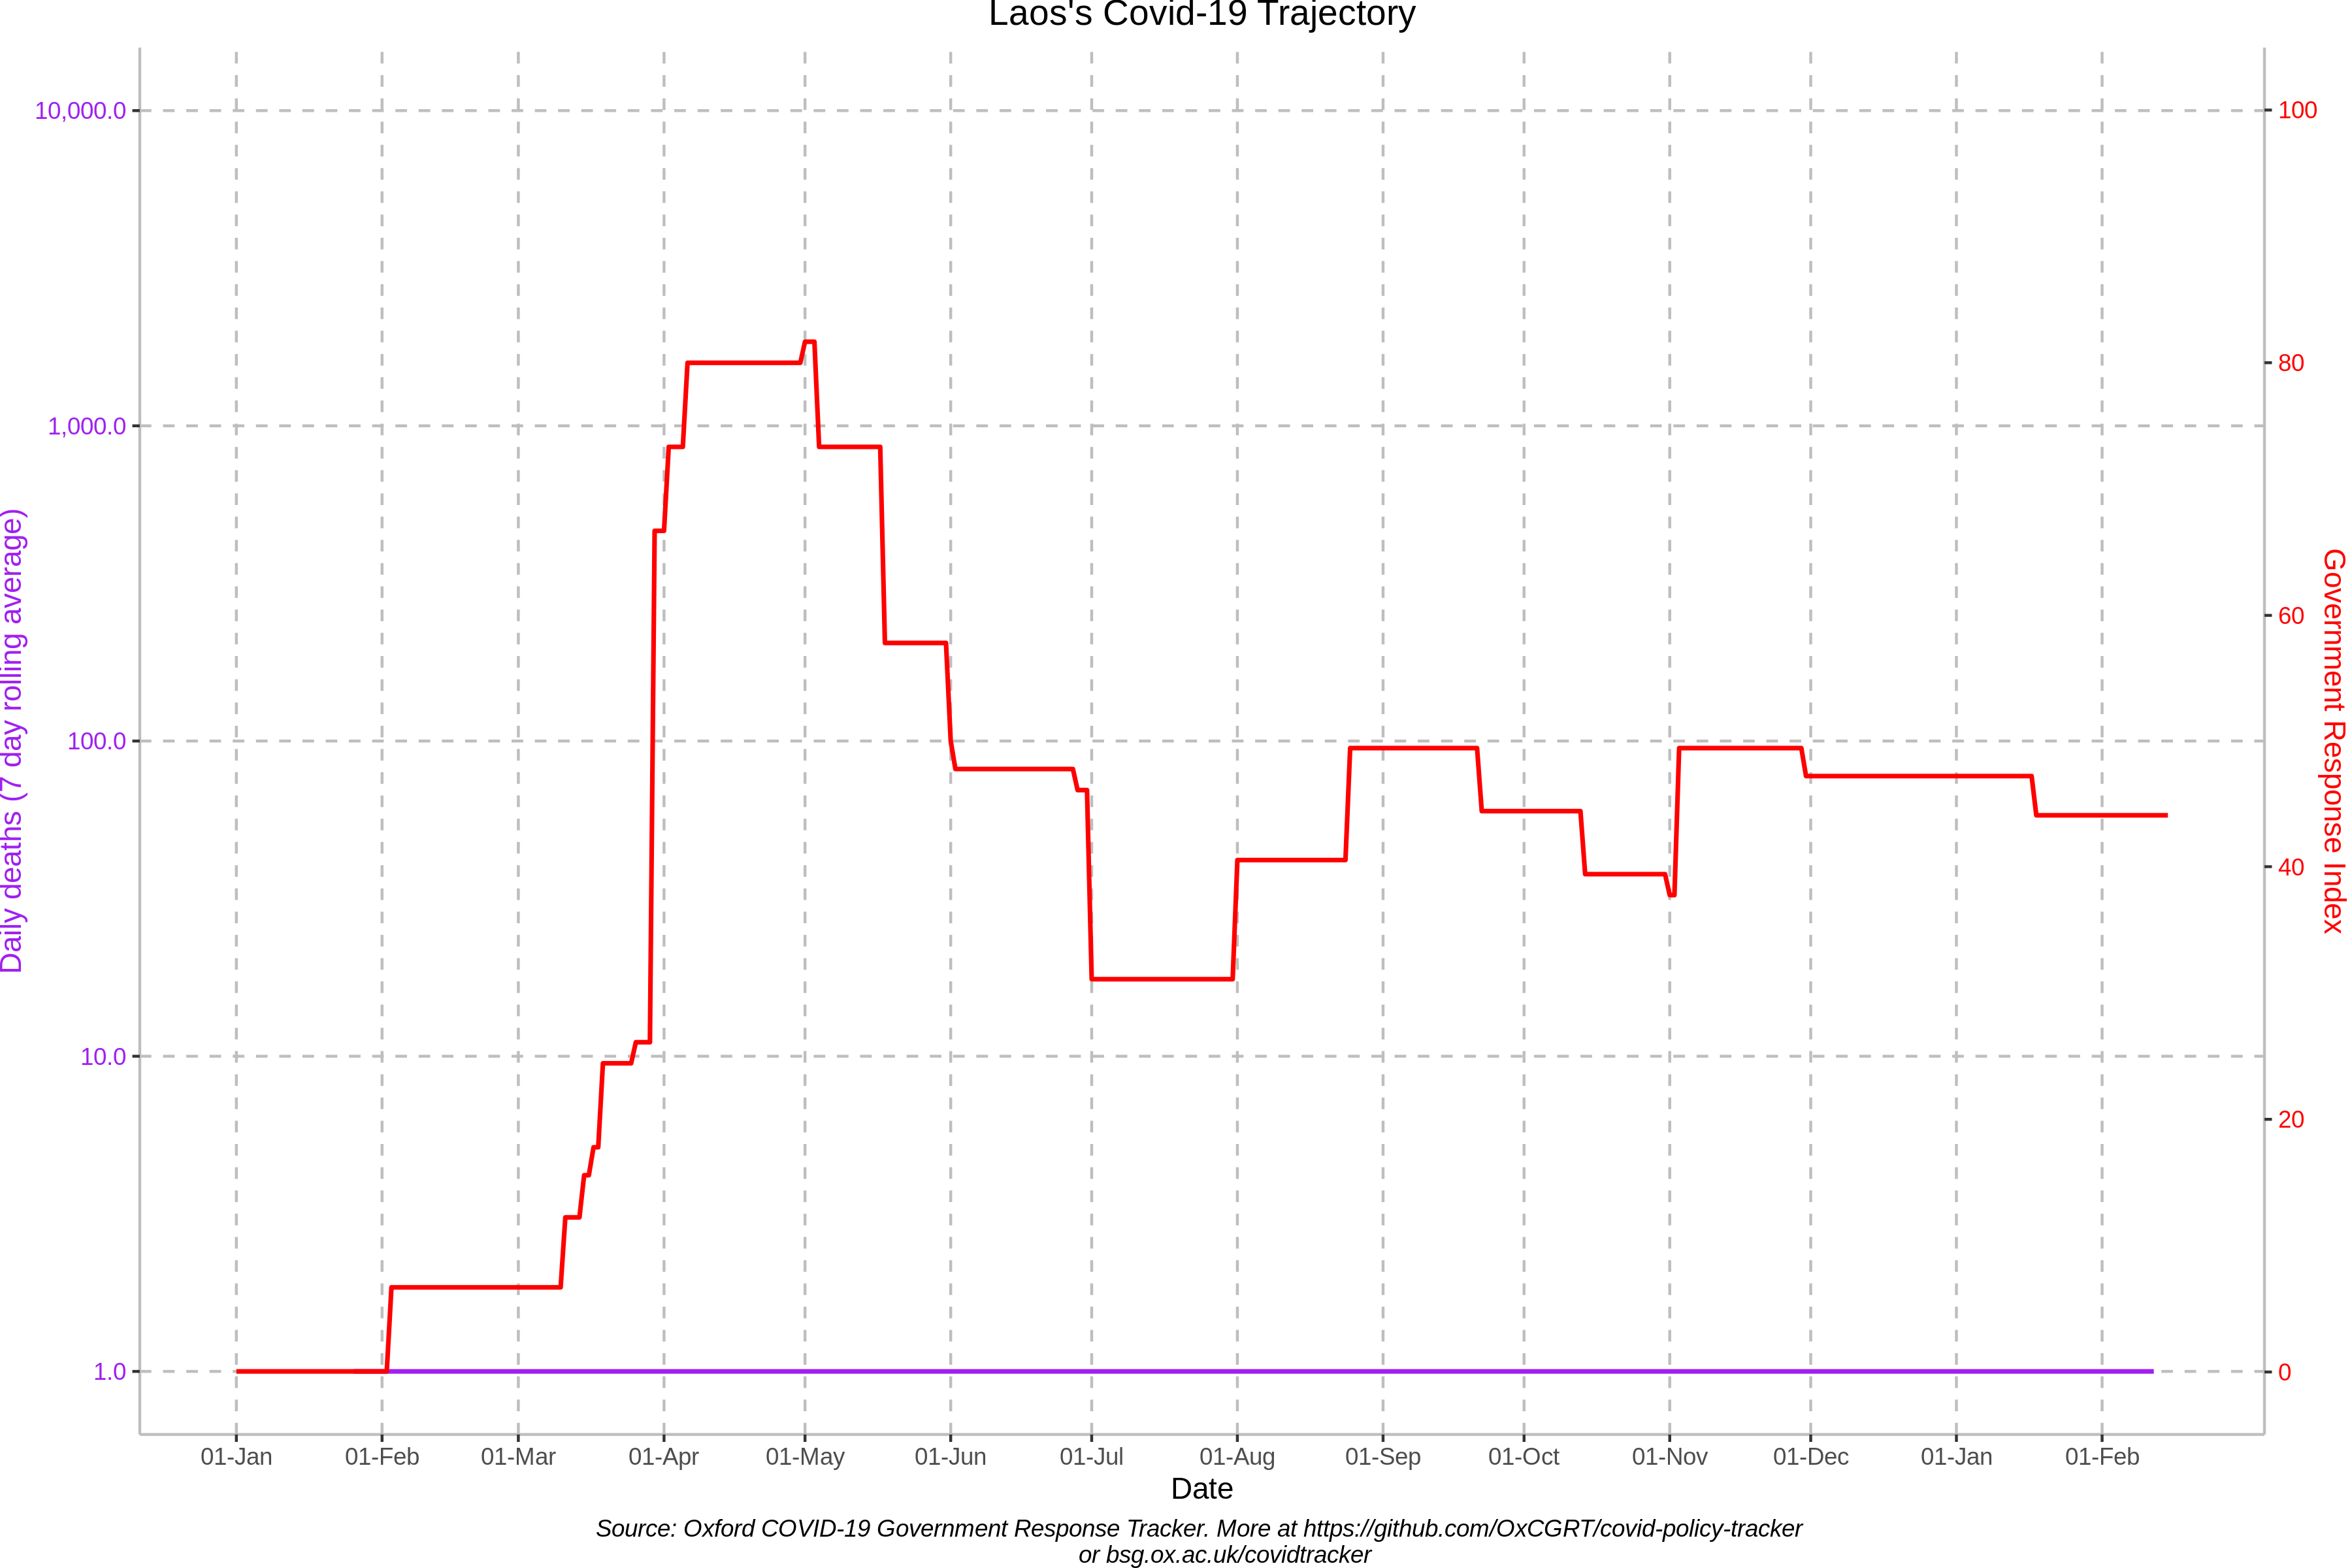 Laos's Covid-19 Trajectory
10,000.0
1,000.0
100.0
10.0
1.0
Daily deaths (7 day rolling average)
100
80
60
40
20
0
Government Response Index
01-Jan 01-Feb 01-Mar 01-Apr 01-May 01-Jun 01-Jul 01-Aug 01-Sep 01-Oct 01-Nov 01-Dec 01-Jan 01-Feb
Date
Source: Oxford COVID-19 Government Response Tracker. More at https://github.com/OxCGRT/covid-policy-tracker
or bsg.ox.ac.uk/covidtracker